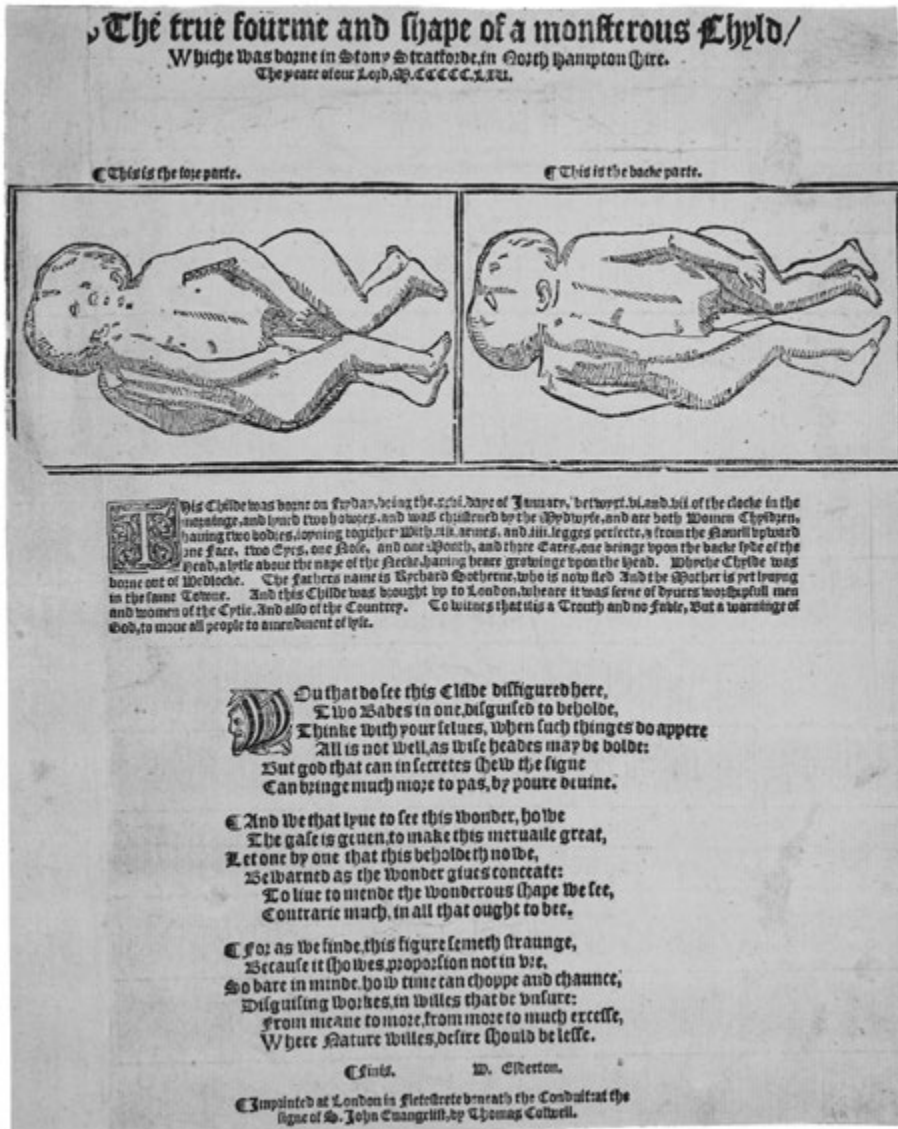 The true fourme and shape of a monsterous Chyld/
Whiche was borne in Stony Stratforde, in North Hampton shire.
The yeare of our Lord, M.CCCCC.LXV.
¶ This is the fore parte.
¶ This is the backe parte.
THis Childe was borne on fryday, being the xxvi. daye of January, betwyxt vi. and vii of the clocke in the
morninge, and lyued two howres, and was christened by the Mydwyfe, and are both Women Chyldren,
hauing two bodies, ioyning togither With iiii. armes, and iiii. legges perfecte, & from the Nauell upward
one Face, two Eyes, one Nose, and one Mouth, and three Eares, one beinge upon the backe syde of the
Head, a lytle aboue the nape of the Necke, hauing heare growinge upon the Head. Whyche Chylde was
borne out of Wedlocke. The fathers name is Rychard Sotherne, who is now fled And the Mother is yet lyuyng
in the same Towne. And this Childe was brought up to London, wheare it was seene of dyuers worshipfull men
and women of the Cytie. And also of the Countrey. To witnes that it is a Trouth and no Fable, But a warninge of
God, to moue all people to amendment of lyfe.
YOu that do see this Childe disfigured here,
Two Babes in one, disguised to beholde,
Thinke with your selues, when such thinges do appere
All is not well, as wise heades may be bolde:
But god that can in secretes shew the signe
Can bringe much more to pas, by poure deuine.
¶ And we that lyue to see this wonder, howe
The gase is geuen, to make this meruaile great,
Let one by one that this beholdeth nowe,
Be warned as the wonder giues conceate:
To liue to mende the wonderous shape we see,
Contrarie much, in all that ought to bee.
¶ For as we finde, this figure semeth straunge,
Because it showes, proporsion not in ure,
So bare in minde, how time can choppe and chaunce,
Disguising workes, in willes that be unsure:
From meane to more, from more to much excesse,
Where Nature willes, desire should be lesse.
¶ Finis. W. Elderton.
¶ Imprinted at London in Fletestrete beneath the Conduit: at the
signe of S. John Euangelist, by Thomas Colwell.